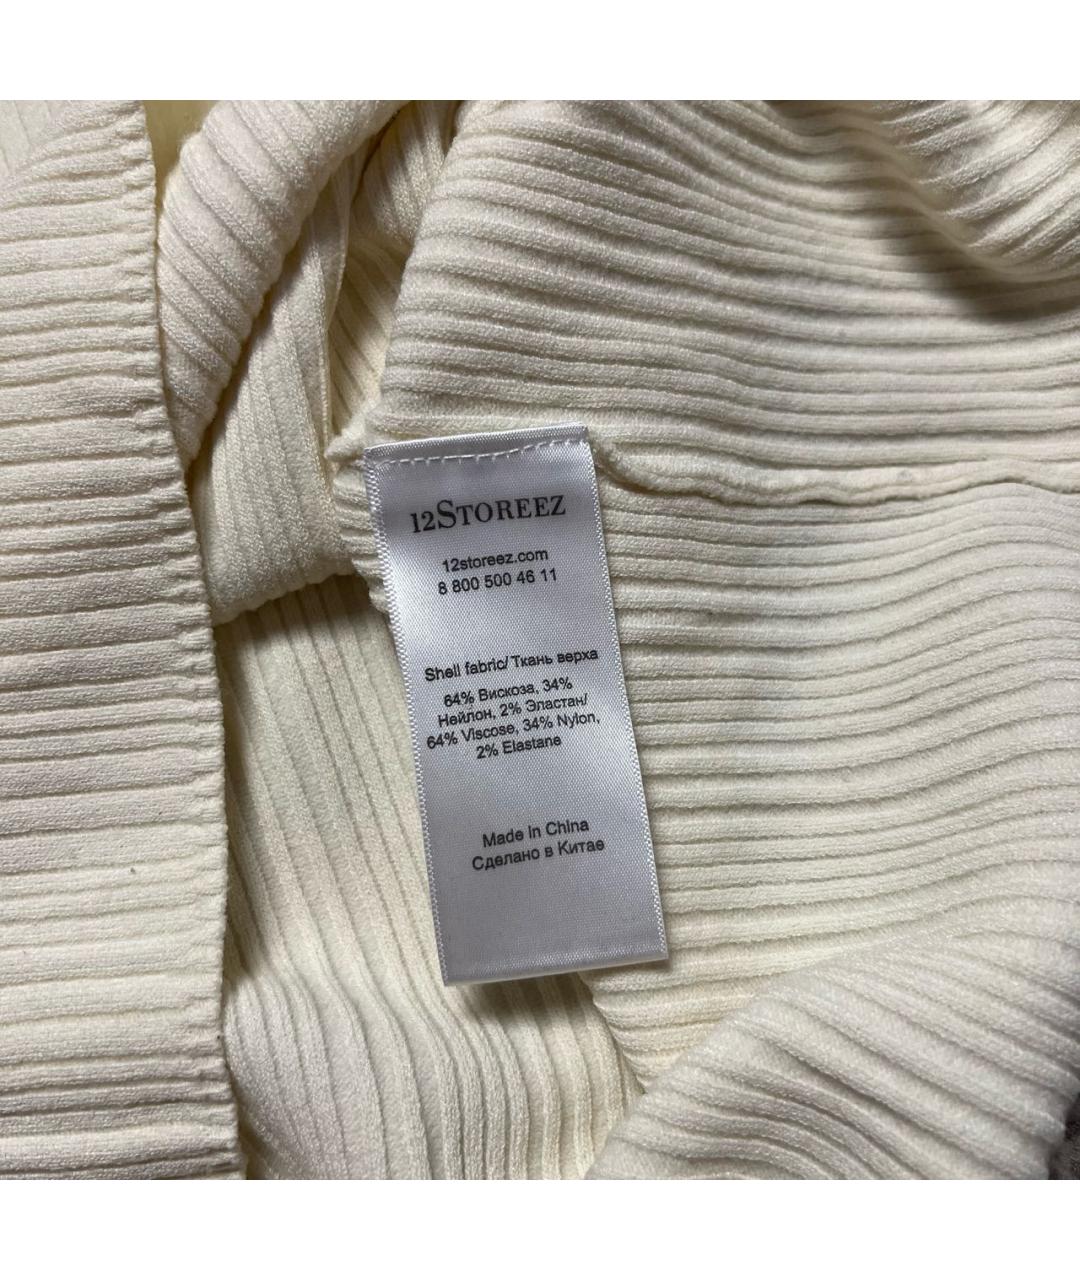 12STOREEZ
12storeez.com
8 800 500 46 11
Shell fabric/ Ткань верха
64% Вискоза, 34%
Нейлон, 2% Эластан/
64% Viscose, 34% Nylon,
2% Elastane
Made in China
Сделано в Китае